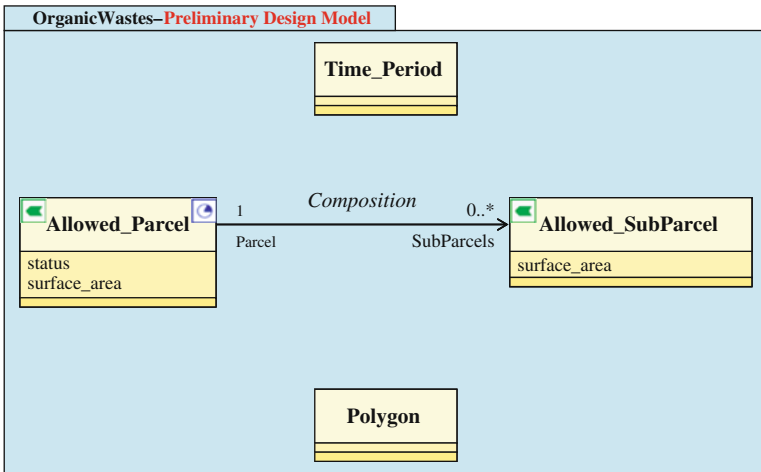 OrganicWastes–Preliminary Design Model
Time_Period
Composition
1
0..*
Allowed_Parcel
Allowed_SubParcel
Parcel
SubParcels
status
surface_area
surface_area
Polygon